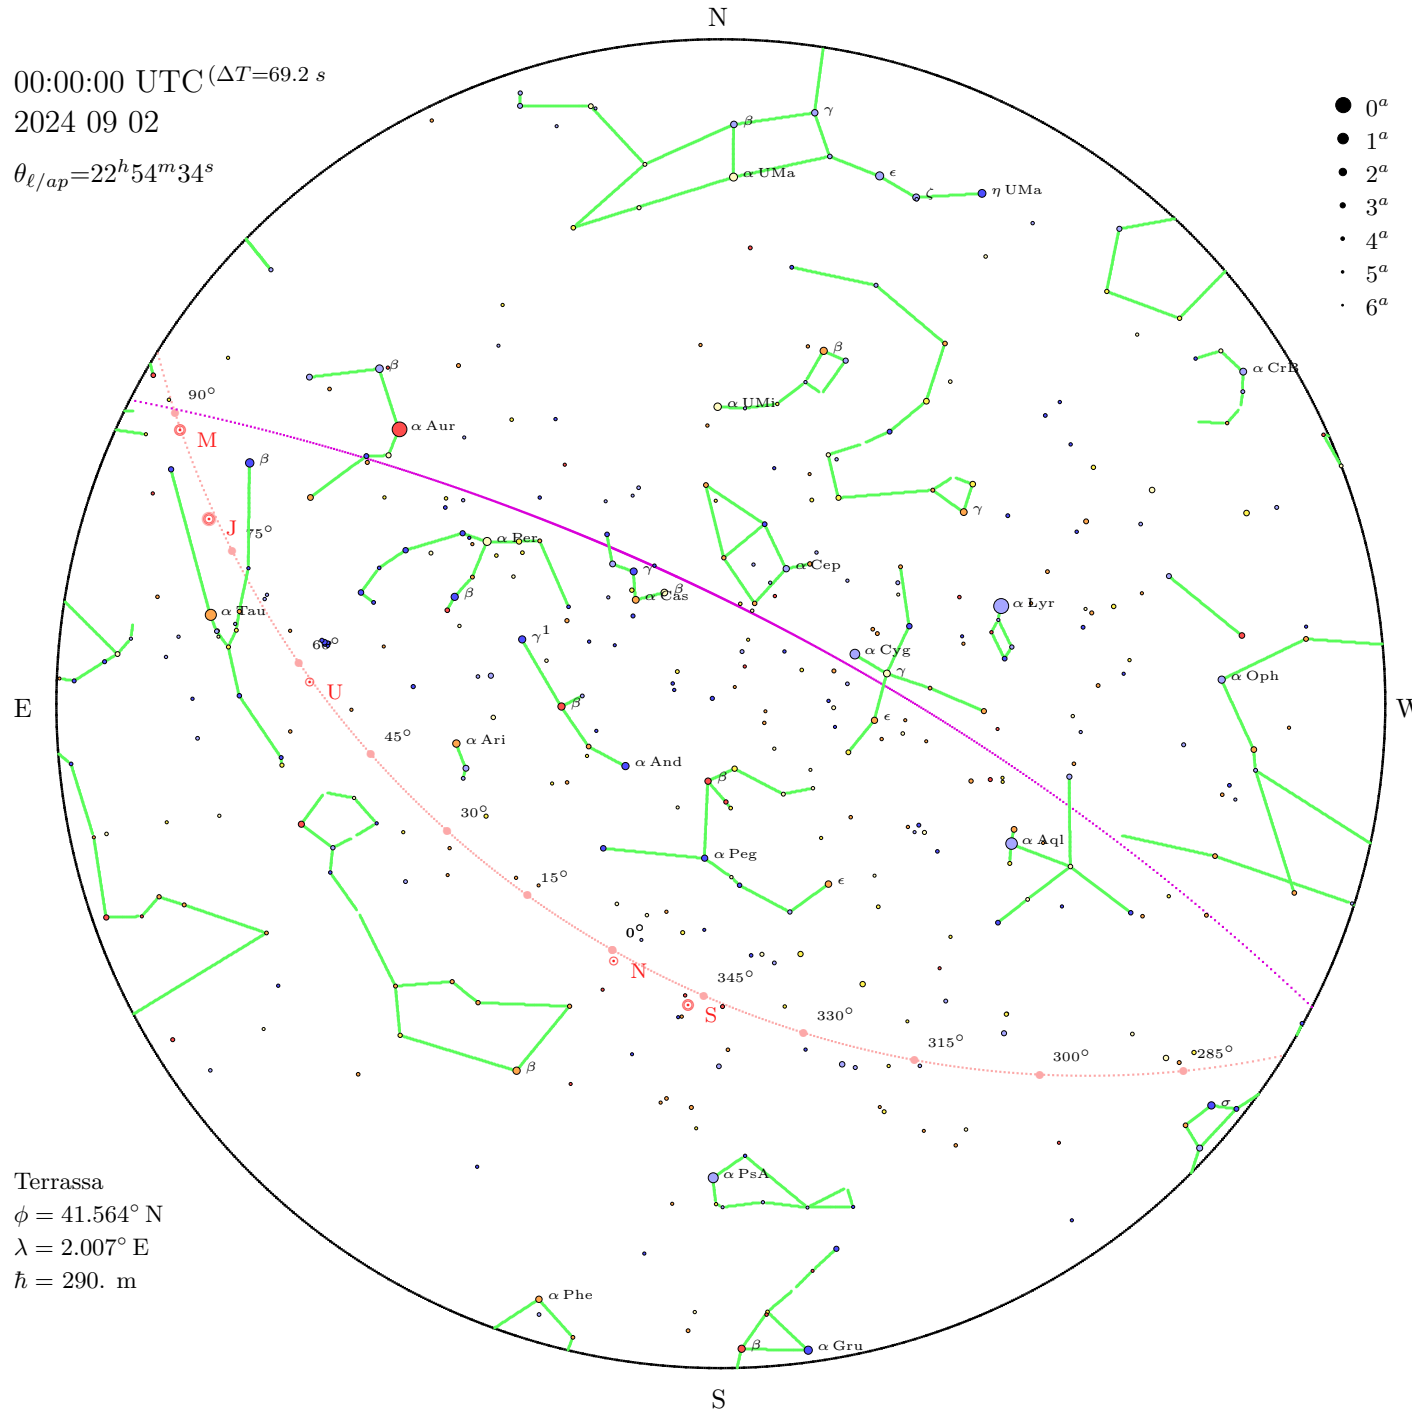 N
00:00:00 UTC (ΔT=69.2 s
2024 09 02
θℓ/ap=22h54m34s
0a
1a
2a
3a
4a
5a
6a
γ
β
α UMa
ε
ζ
η UMa
β
α CrB
β
α UMi
90°
α Aur
M
β
γ
J
75°
α Per
α Cep
γ
β
α Cas
β
α Lyr
α Tau
γ1
60°
α Cyg
γ
α Oph
U
E
W
β
ε
45°
α Ari
α And
β
30°
α Aql
α Peg
15°
ε
0°
N
345°
S
330°
315°
300°
285°
β
σ
α PsA
Terrassa
ϕ = 41.564° N
λ = 2.007° E
ℏ = 290. m
α Phe
β
α Gru
S